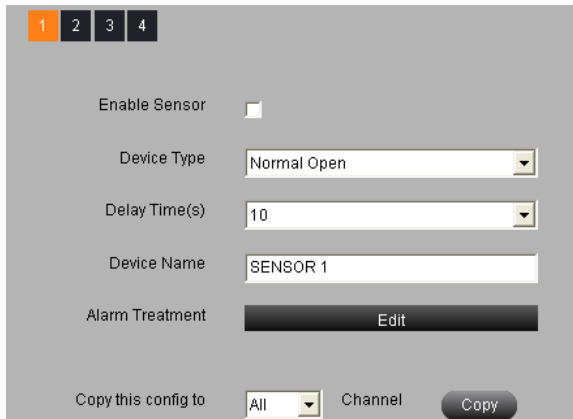 1 2 3 4
Enable Sensor
Device Type Normal Open
Delay Time(s) 10
Device Name SENSOR 1
Alarm Treatment Edit
Copy this config to All Channel Copy